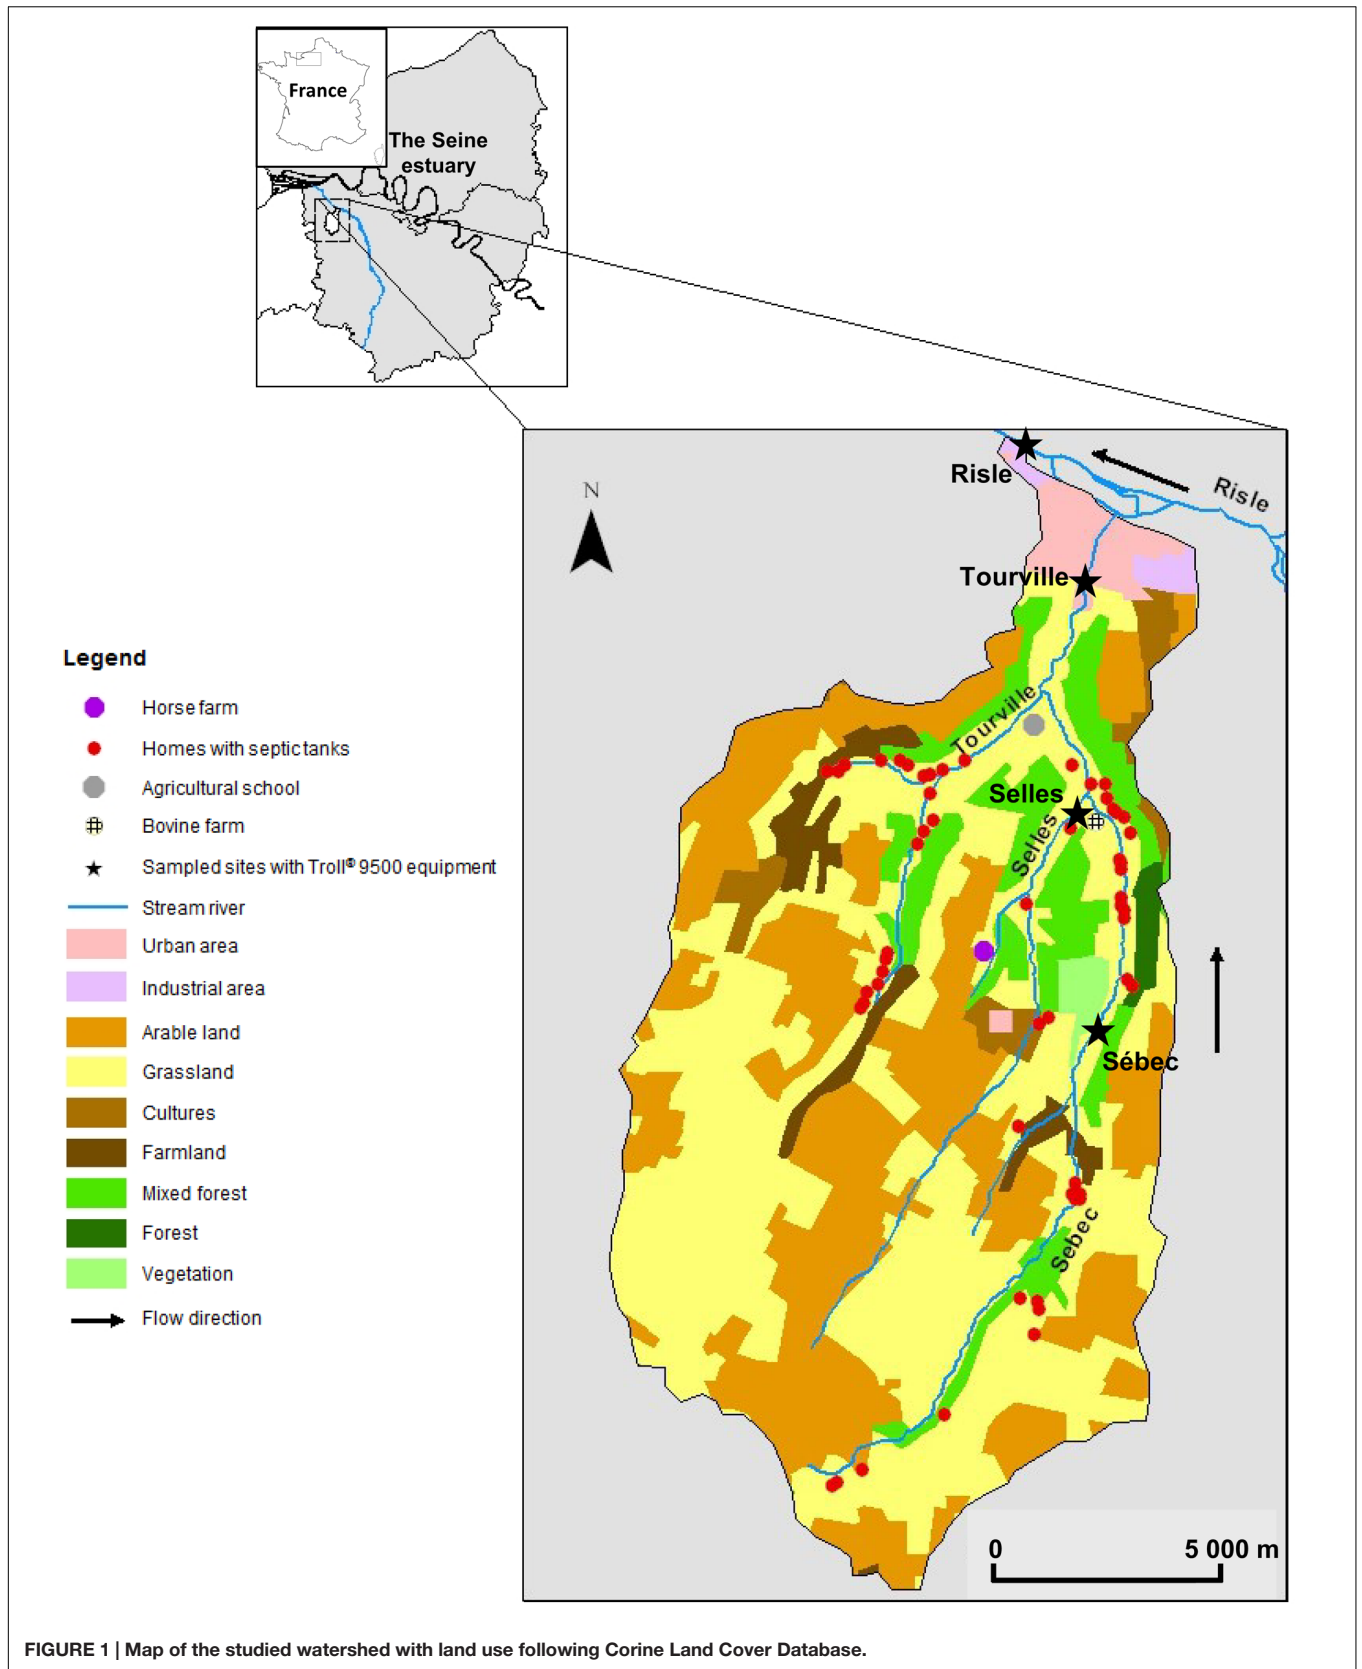 France
The Seine
estuary
Risle
Risle
N
Tourville
Tourville
Selles
Selles
Sébec
Sebec
Legend
Horse farm
Homes with septic tanks
Agricultural school
Bovine farm
Sampled sites with Troll® 9500 equipment
Stream river
Urban area
Industrial area
Arable land
Grassland
Cultures
Farmland
Mixed forest
Forest
Vegetation
Flow direction
0 5 000 m
FIGURE 1 | Map of the studied watershed with land use following Corine Land Cover Database.